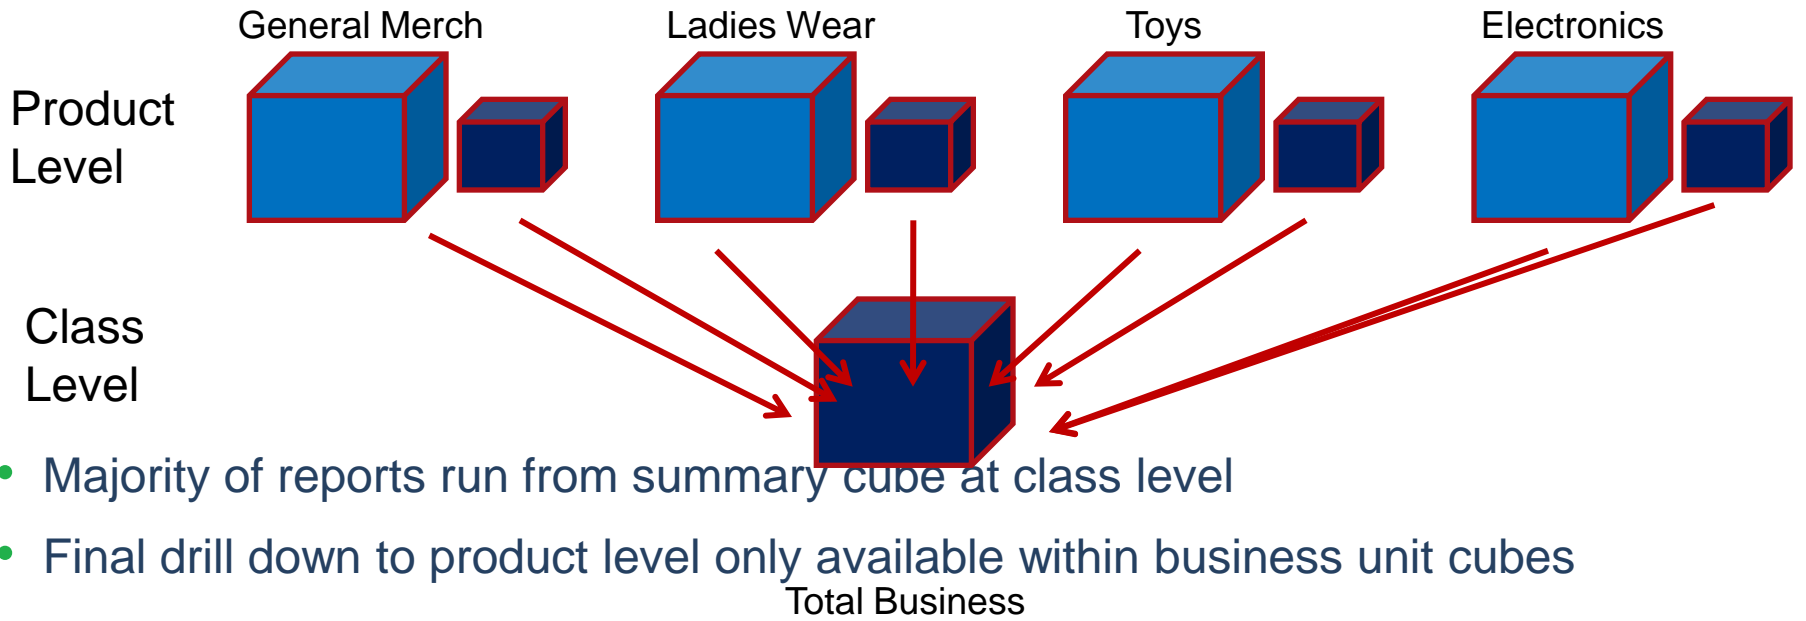 General Merch
Ladies Wear
Toys
Electronics
Product
Level
Class
Level
• Majority of reports run from summary cube at class level
• Final drill down to product level only available within business unit cubes
Total Business